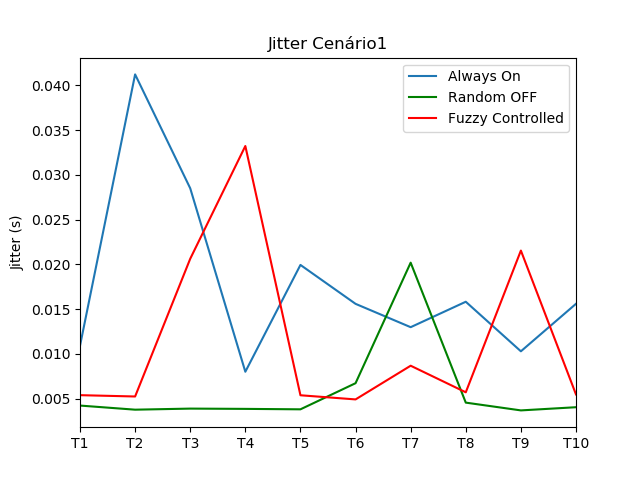 Jitter Cenário1
Always On
Random OFF
Fuzzy Controlled
Jitter (s)
0.040
0.035
0.030
0.025
0.020
0.015
0.010
0.005
T1 T2 T3 T4 T5 T6 T7 T8 T9 T10